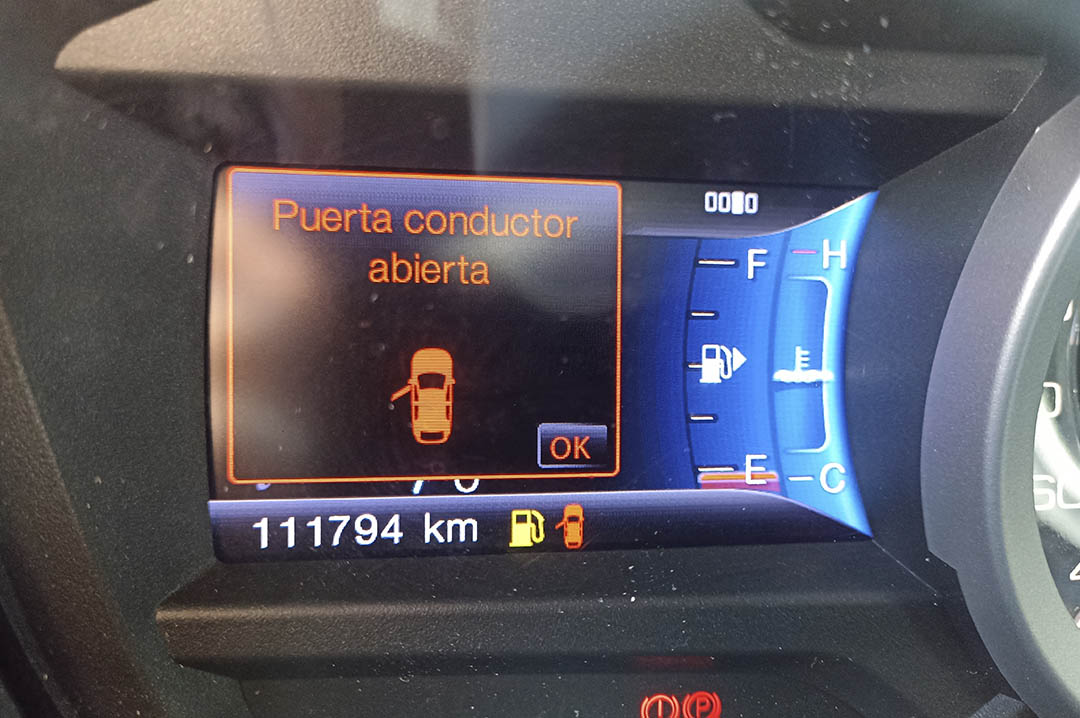 Puerta conductor
abierta
OK
F
H
E
C
111794 km
P